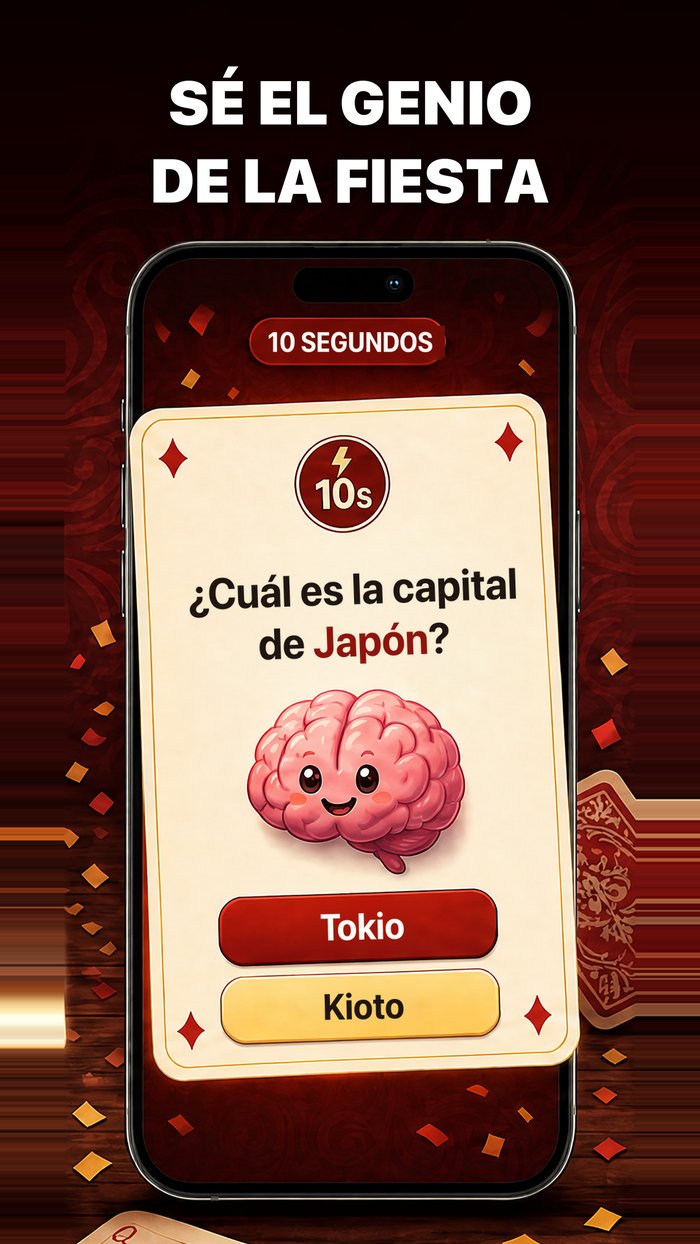 SÉ EL GENIO
DE LA FIESTA
10 SEGUNDOS
10s
¿Cuál es la capital
de Japón?
Tokio
Kioto
Q